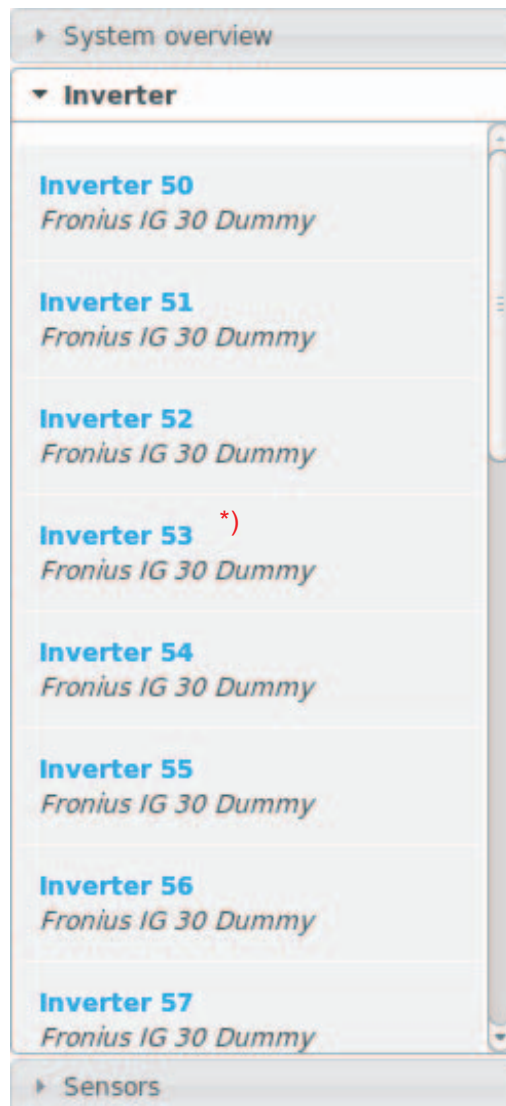 System overview
Inverter
Inverter 50
Fronius IG 30 Dummy
Inverter 51
Fronius IG 30 Dummy
Inverter 52
Fronius IG 30 Dummy
Inverter 53 *)
Fronius IG 30 Dummy
Inverter 54
Fronius IG 30 Dummy
Inverter 55
Fronius IG 30 Dummy
Inverter 56
Fronius IG 30 Dummy
Inverter 57
Fronius IG 30 Dummy
Sensors